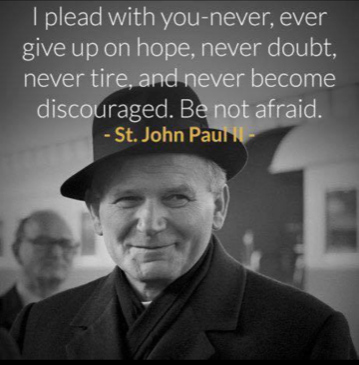 I plead with you-never, ever
give up on hope, never doubt,
never tire, and never become
discouraged. Be not afraid.
- St. John Paul II -